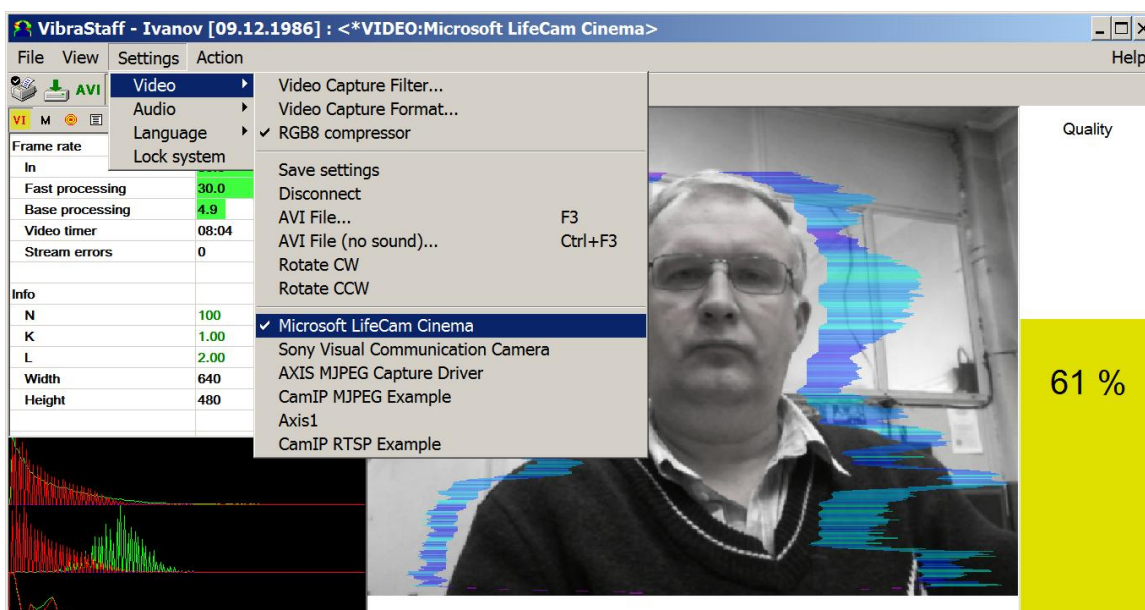 VibraStaff - Ivanov [09.12.1986] : <*VIDEO:Microsoft LifeCam Cinema>
File View Settings Action Help
AVI
Video
Audio
Language
Lock system
Video Capture Filter...
Video Capture Format...
RGB8 compressor
Save settings
Disconnect
AVI File... F3
AVI File (no sound)... Ctrl+F3
Rotate CW
Rotate CCW
Microsoft LifeCam Cinema
Sony Visual Communication Camera
AXIS MJPEG Capture Driver
CamIP MJPEG Example
Axis1
CamIP RTSP Example
VI M
Frame rate
In
Fast processing 30.0
Base processing 4.9
Video timer 08:04
Stream errors 0
Info
N 100
K 1.00
L 2.00
Width 640
Height 480
Quality
61 %